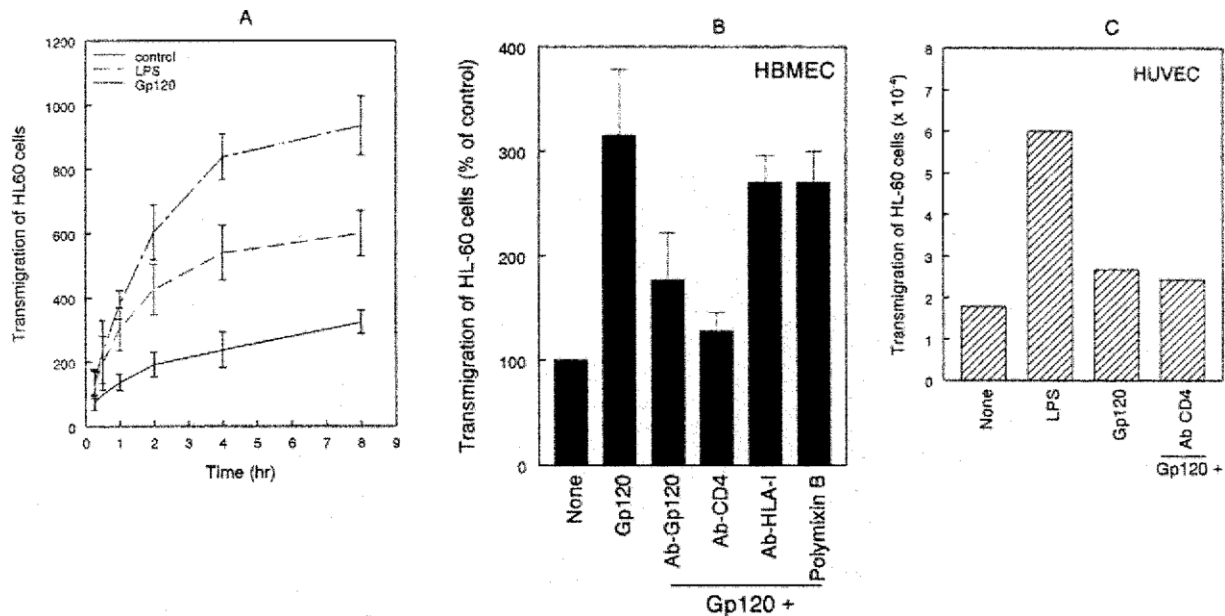 A
1200
1000
800
600
400
200
0
control
LPS
Gp120
Transmigration of HL60 cells
0 1 2 3 4 5 6 7 8 9
Time (hr)
B
400
300
200
100
0
HBMEC
Transmigration of HL-60 cells (% of control)
None
Gp120
Ab-Gp120
Ab-CD4
Ab-HLA-I
Polymixin B
Gp120 +
C
8
7
6
5
4
3
2
1
0
HUVEC
Transmigration of HL-60 cells (x 10⁻⁴)
None
LPS
Gp120
Ab CD4
Gp120 +